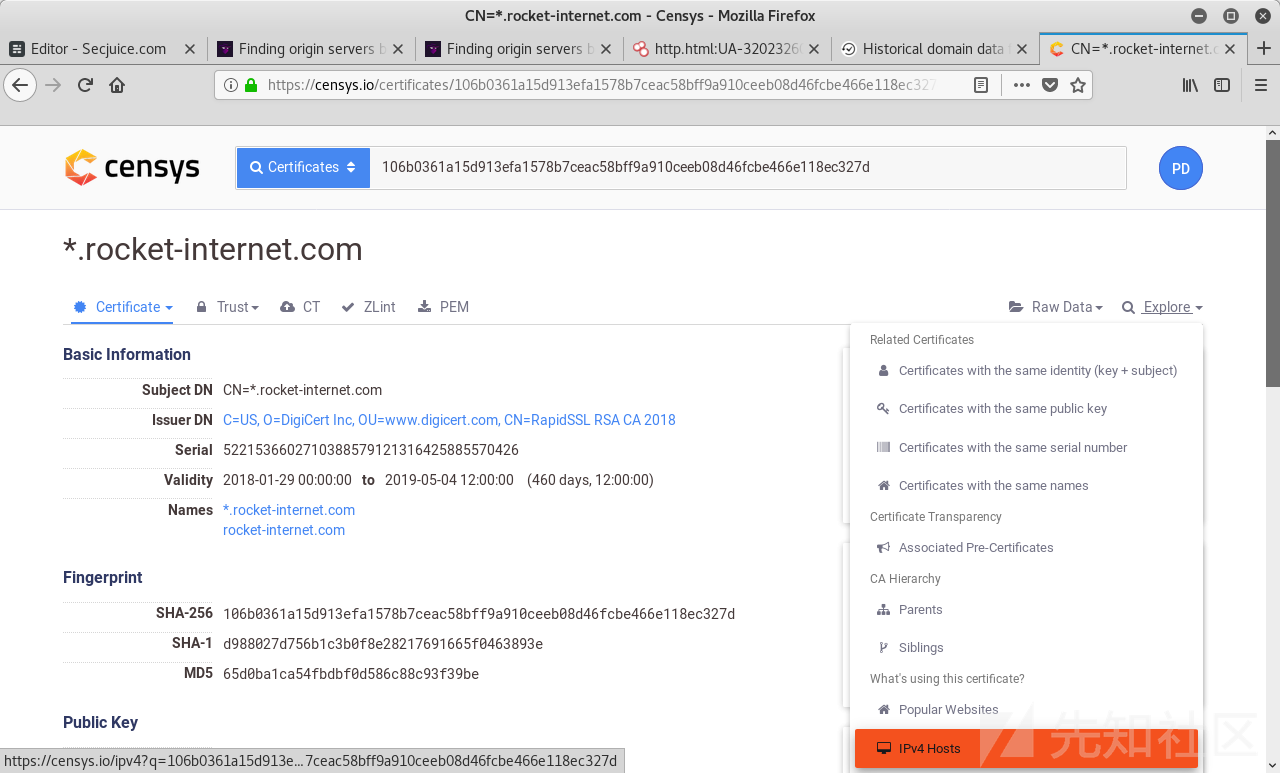 CN=*.rocket-internet.com - Censys - Mozilla Firefox
Editor - Secjuice.com
Finding origin servers b
Finding origin servers b
http.html:UA-3202326
Historical domain data
CN=*.rocket-internet.c
https://censys.io/certificates/106b0361a15d913efa1578b7ceac58bff9a910ceeb08d46fcbe466e118ec327
censys
Certificates
106b0361a15d913efa1578b7ceac58bff9a910ceeb08d46fcbe466e118ec327d
PD
*.rocket-internet.com
Certificate
Trust
CT
ZLint
PEM
Raw Data
Explore
Basic Information
Subject DN CN=*.rocket-internet.com
Issuer DN C=US, O=DigiCert Inc, OU=www.digicert.com, CN=RapidSSL RSA CA 2018
Serial 5221536602710388579121316425885570426
Validity 2018-01-29 00:00:00 to 2019-05-04 12:00:00 (460 days, 12:00:00)
Names *.rocket-internet.com
rocket-internet.com
Fingerprint
SHA-256 106b0361a15d913efa1578b7ceac58bff9a910ceeb08d46fcbe466e118ec327d
SHA-1 d988027d756b1c3b0f8e28217691665f0463893e
MD5 65d0ba1ca54fbdbf0d586c88c93f39be
Public Key
Related Certificates
Certificates with the same identity (key + subject)
Certificates with the same public key
Certificates with the same serial number
Certificates with the same names
Certificate Transparency
Associated Pre-Certificates
CA Hierarchy
Parents
Siblings
What's using this certificate?
Popular Websites
IPv4 Hosts
先知社区
https://censys.io/ipv4?q=106b0361a15d913e...7ceac58bff9a910ceeb08d46fcbe466e118ec327d